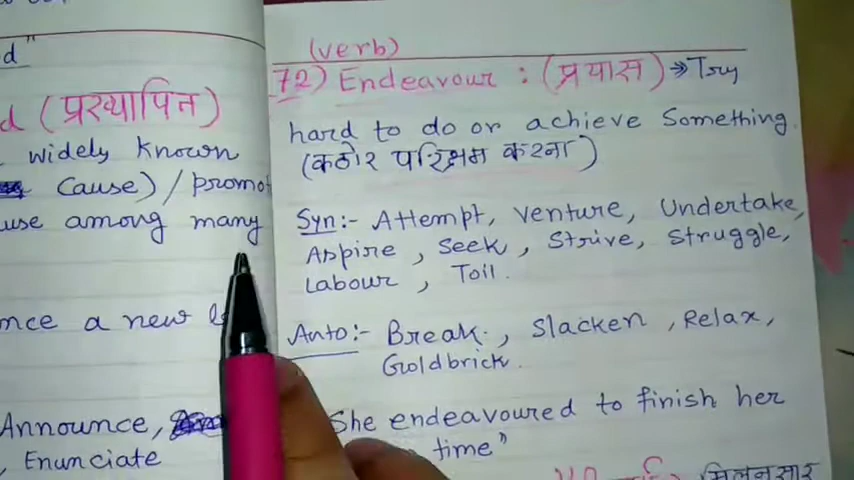 d"
d (प्रख्यापिन)
widely known
Cause) / promot
use among many
nce a new
Announce,
, Enunciate
(verb)
72) Endeavour : (प्रयास) → Try
hard to do or achieve Something.
(कठोर परिश्रम करना)
Syn:- Attempt, Venture, Undertake,
Aspire, Seek, Strive, Struggle,
Labour, Toil.
Anto:- Break, Slacken, Relax,
Goldbrick.
She endeavoured to finish her
time"
मिलनसार